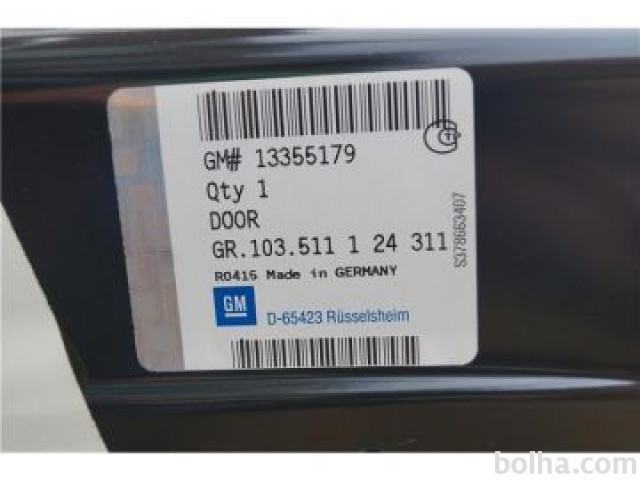 GM# 13355179
Qty 1
DOOR
GR.103.511 1 24 311
R0416 Made in GERMANY
GM
D-65423 Rüsselsheim
S378663407
bolha.com